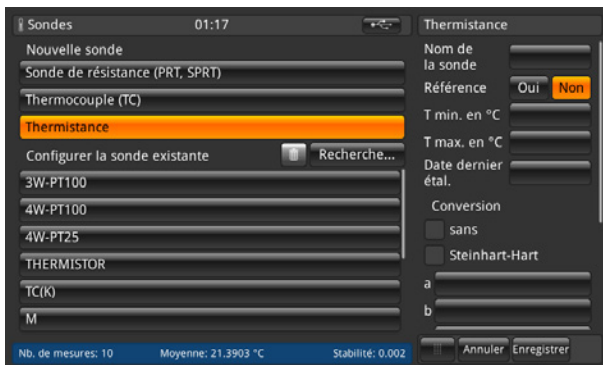 Sondes 01:17
Nouvelle sonde
Sonde de résistance (PRT, SPRT)
Thermocouple (TC)
Thermistance
Configurer la sonde existante Recherche...
3W-PT100
4W-PT100
4W-PT25
THERMISTOR
TC(K)
M
Nb. de mesures: 10 Moyenne: 21.3903 °C Stabilité: 0.002
Thermistance
Nom de
la sonde
Référence Oui Non
T min. en °C
T max. en °C
Date dernier
étal.
Conversion
sans
Steinhart-Hart
a
b
Annuler Enregistrer